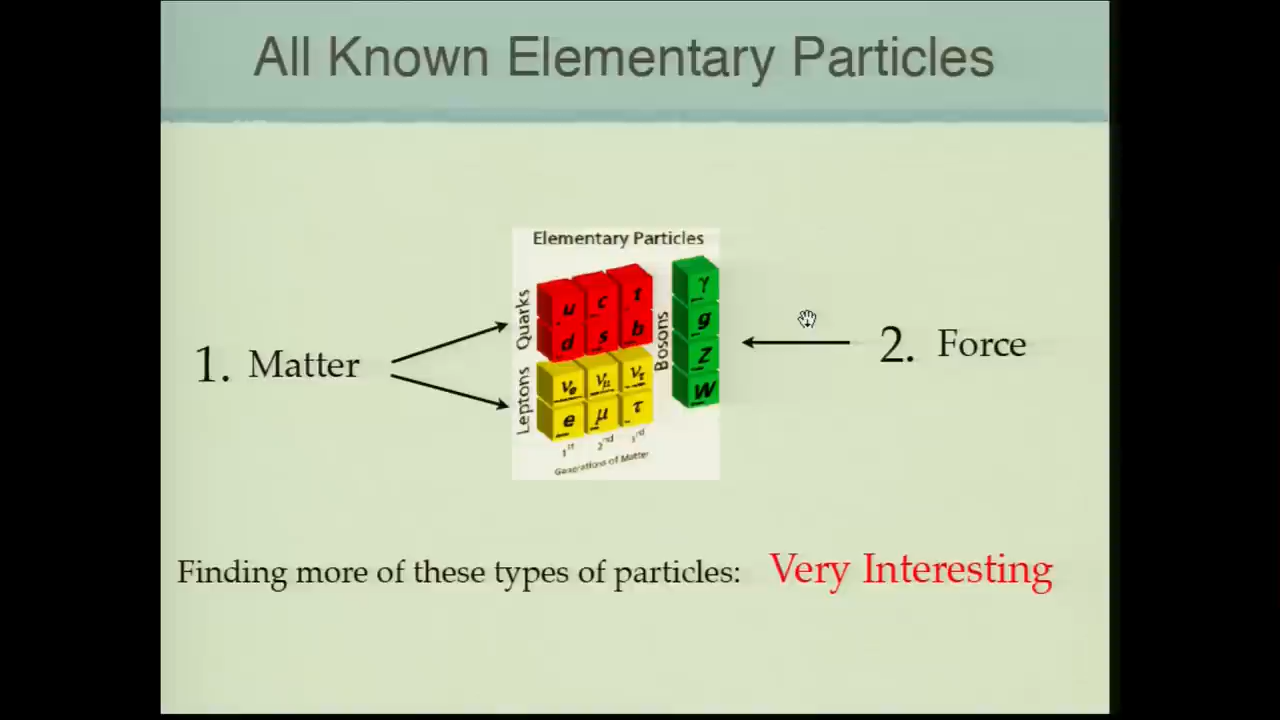 All Known Elementary Particles
Elementary Particles
Quarks
u c t
d s b
Leptons
νe νμ ντ
e μ τ
1st 2nd 3rd
Generations of Matter
Bosons
γ
g
Z
W
1. Matter
2. Force
Finding more of these types of particles: Very Interesting